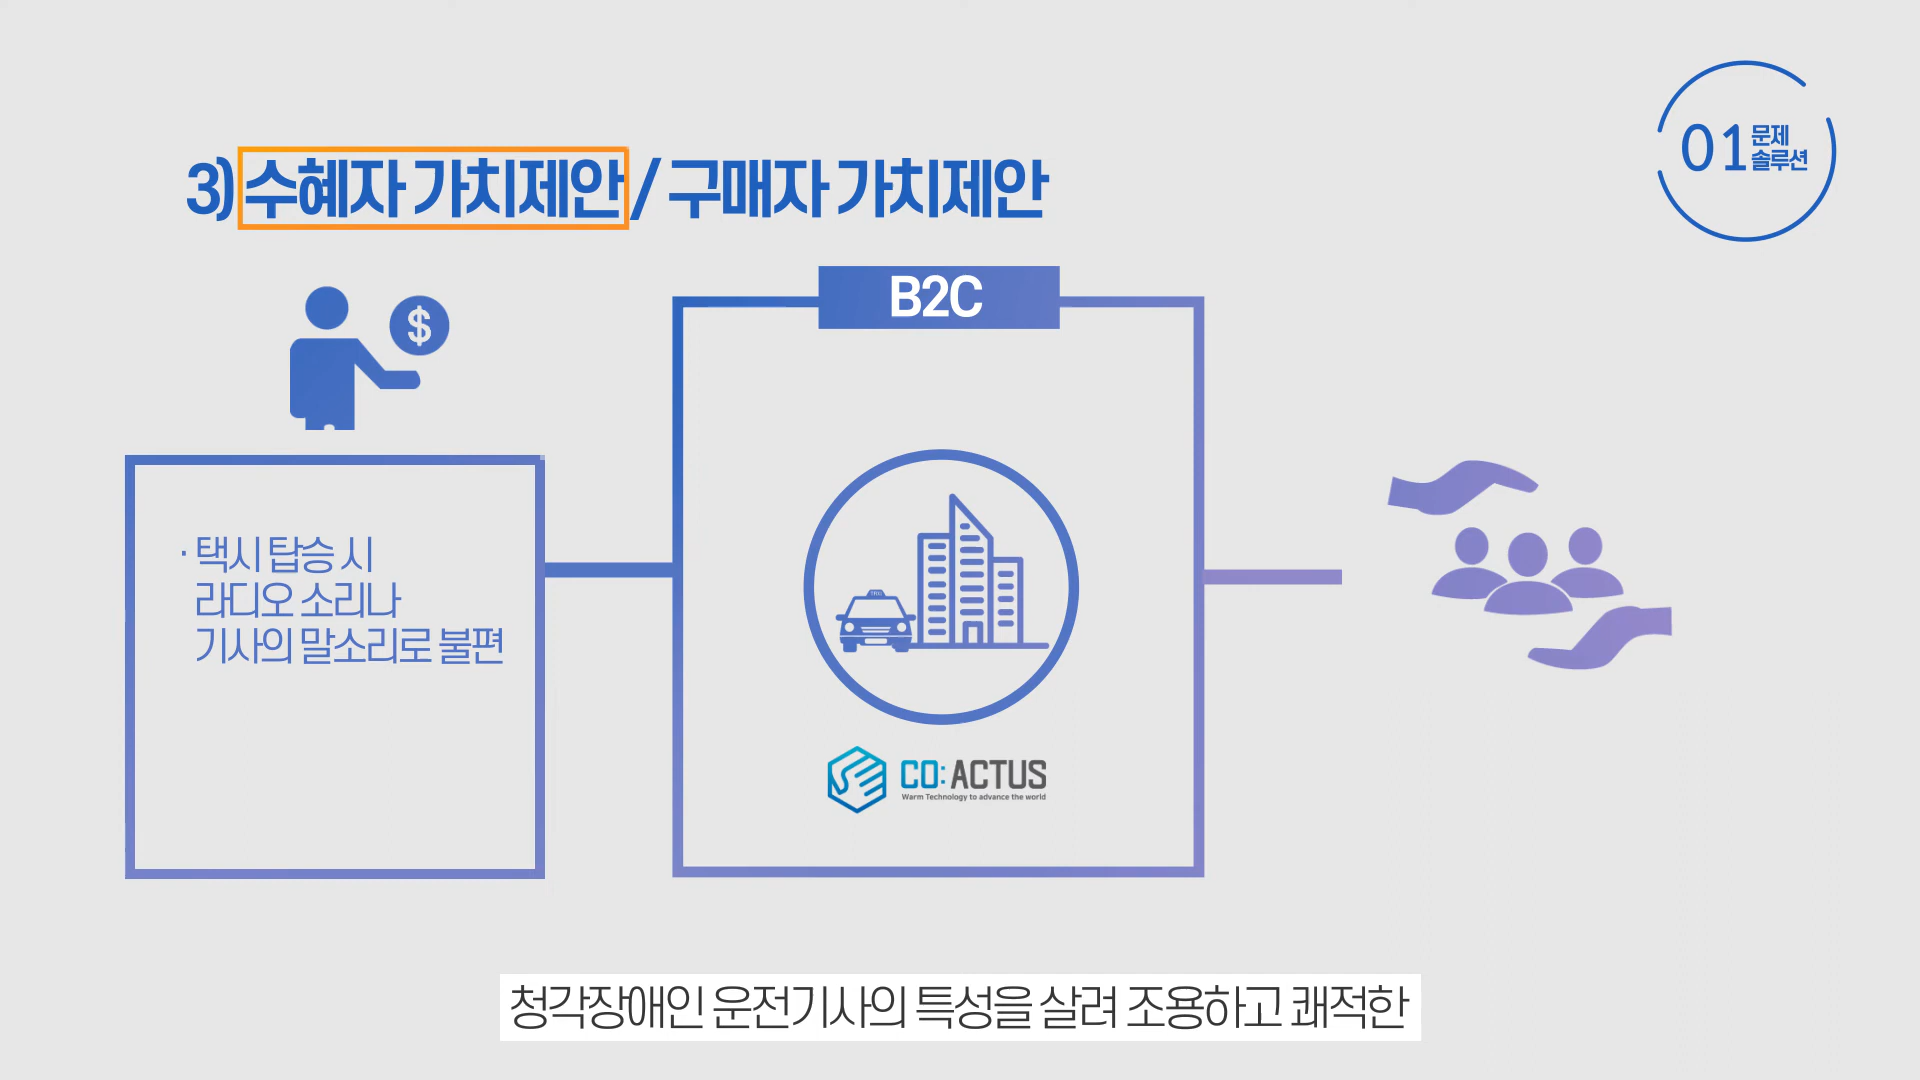 3) 수혜자 가치제안 / 구매자 가치제안
01 문제
솔루션
$
B2C
· 택시 탑승 시
라디오 소리나
기사의 말소리로 불편
TAXI
CO:ACTUS
Warm Technology to advance the world
청각장애인 운전기사의 특성을 살려 조용하고 쾌적한